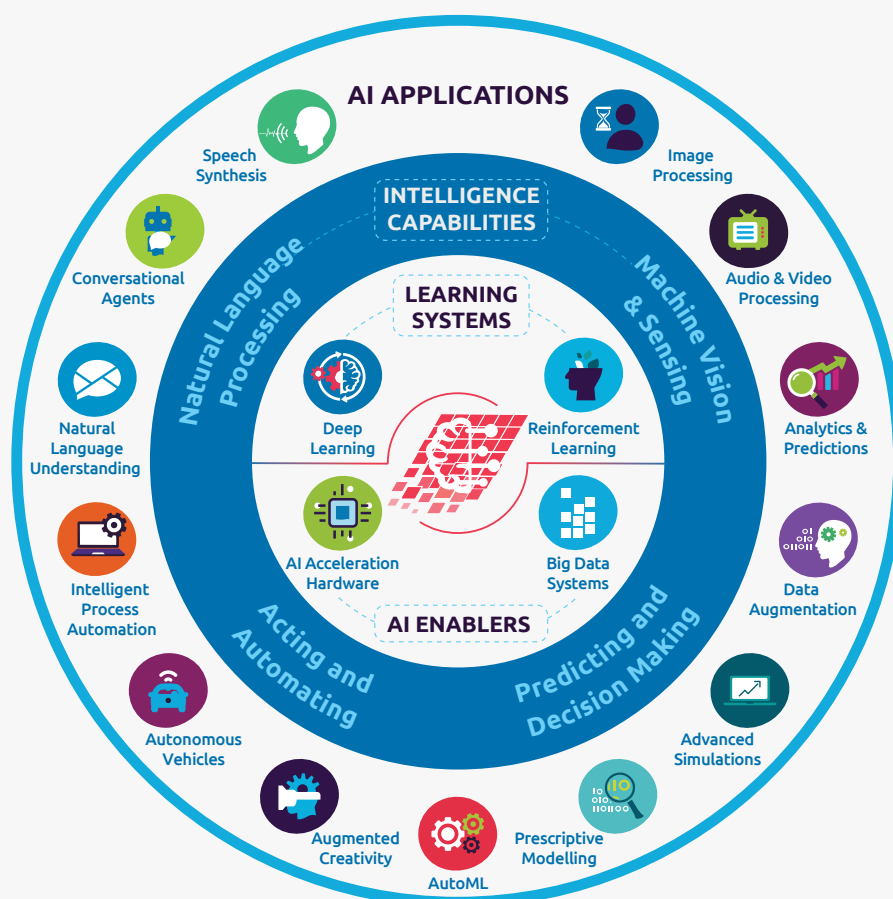 AI APPLICATIONS
Speech
Synthesis
Image
Processing
Conversational
Agents
Audio & Video
Processing
Natural
Language
Understanding
Analytics &
Predictions
Intelligent
Process
Automation
Data
Augmentation
Autonomous
Vehicles
Advanced
Simulations
Augmented
Creativity
AutoML
Prescriptive
Modelling
INTELLIGENCE
CAPABILITIES
Natural Language
Processing
Machine Vision
& Sensing
Acting and
Automating
Predicting and
Decision Making
LEARNING
SYSTEMS
Deep
Learning
Reinforcement
Learning
AI Acceleration
Hardware
Big Data
Systems
AI ENABLERS